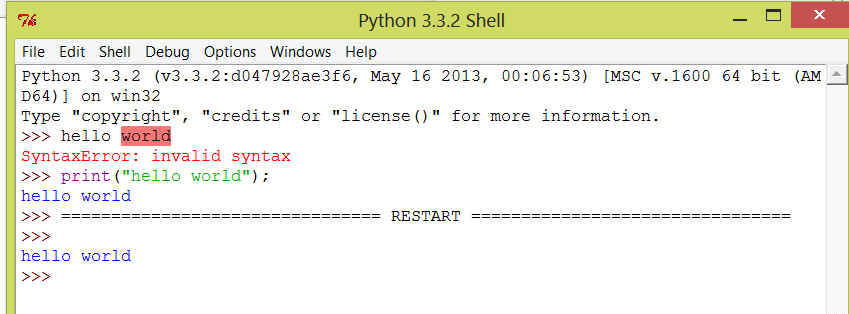 Python 3.3.2 Shell
File Edit Shell Debug Options Windows Help
Python 3.3.2 (v3.3.2:d047928ae3f6, May 16 2013, 00:06:53) [MSC v.1600 64 bit (AM
D64)] on win32
Type "copyright", "credits" or "license()" for more information.
>>> hello world
SyntaxError: invalid syntax
>>> print("hello world");
hello world
>>> ================================ RESTART ================================
>>>
hello world
>>>